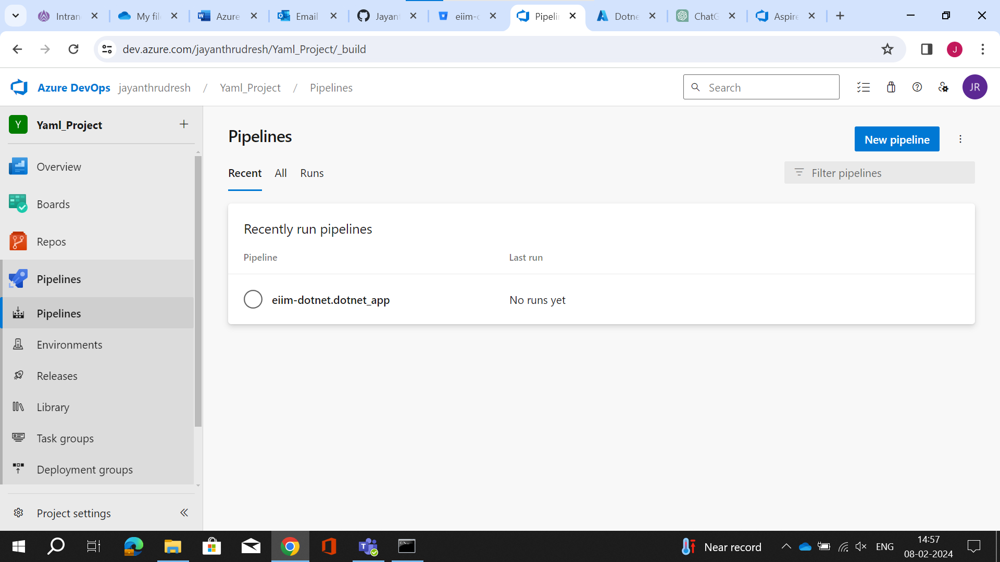 Intran
My fil
Azure
Email
Jayant
eiim-d
Pipelin
Dotne
ChatG
Aspire
dev.azure.com/jayanthrudresh/Yaml_Project/_build
J
Azure DevOps jayanthrudresh / Yaml_Project / Pipelines
Search
JR
Y Yaml_Project
Overview
Boards
Repos
Pipelines
Pipelines
Environments
Releases
Library
Task groups
Deployment groups
Project settings
Pipelines
New pipeline
Recent All Runs
Filter pipelines
Recently run pipelines
Pipeline Last run
eiim-dotnet.dotnet_app No runs yet
Near record
ENG
14:57
08-02-2024